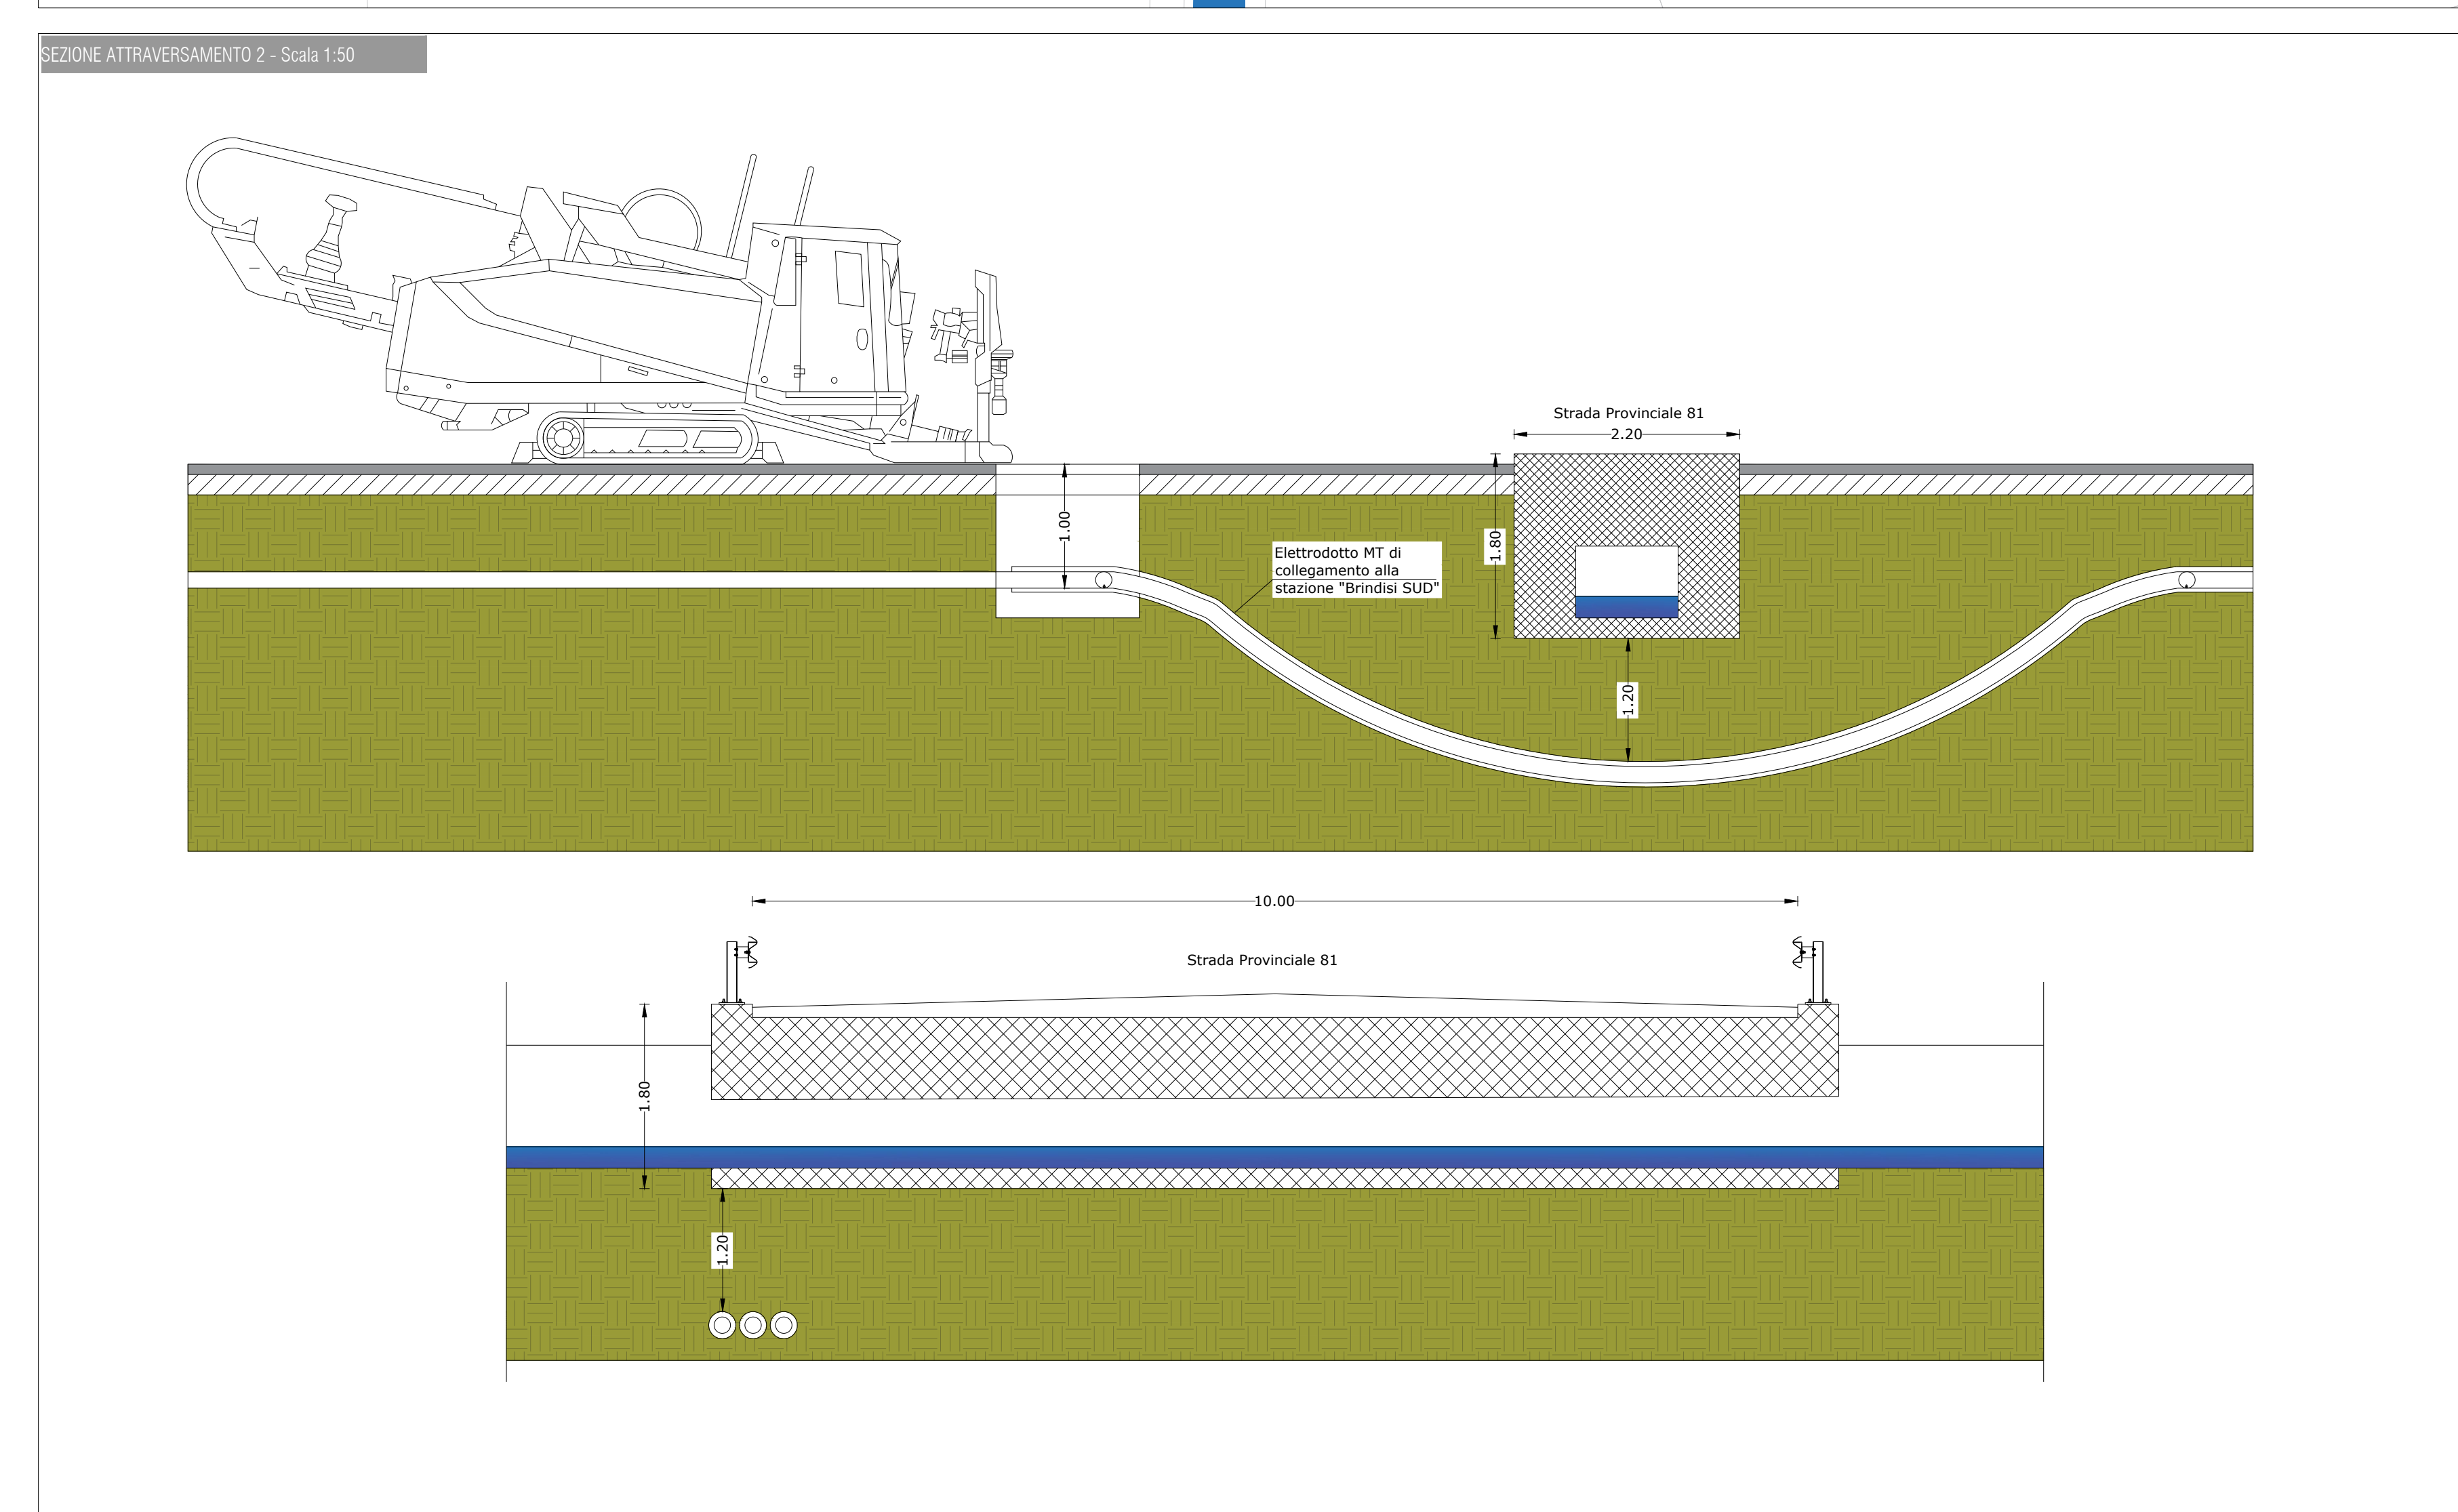 SEZIONE ATTRAVERSAMENTO 2 - Scala 1:50
Strada Provinciale 81
2.20
1.00
1.80
Elettrodotto MT di
collegamento alla
stazione "Brindisi SUD"
1.20
10.00
Strada Provinciale 81
1.80
1.20